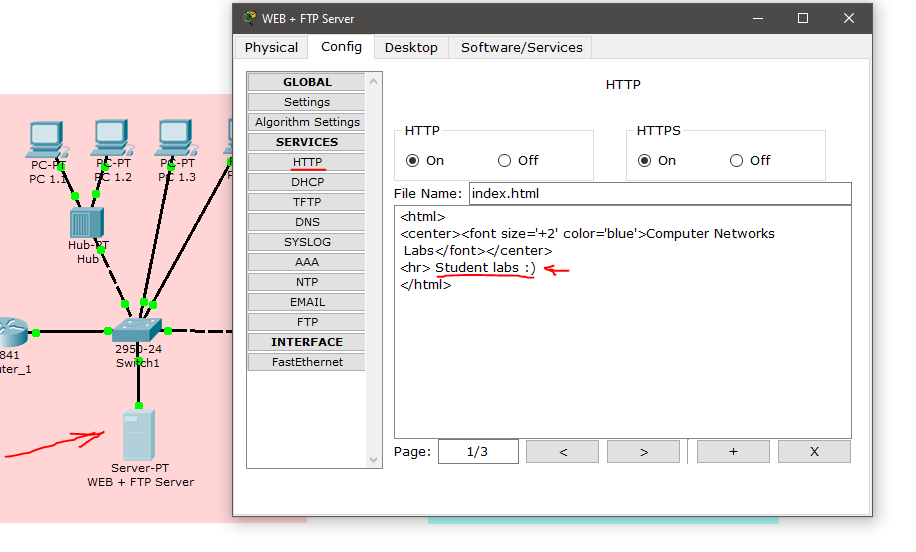 WEB + FTP Server
Physical Config Desktop Software/Services
GLOBAL
Settings
Algorithm Settings
SERVICES
HTTP
DHCP
TFTP
DNS
SYSLOG
AAA
NTP
EMAIL
FTP
INTERFACE
FastEthernet
HTTP
HTTP
On Off
HTTPS
On Off
File Name: index.html
<html>
<center><font size='+2' color='blue'>Computer Networks
Labs</font></center>
<hr> Student labs :)
</html>
Page: 1/3 < > + X
PC-PT
PC 1.1
PC-PT
PC 1.2
PC-PT
PC 1.3
Hub-PT
Hub
841
2950-24
Switch1
Server-PT
WEB + FTP Server